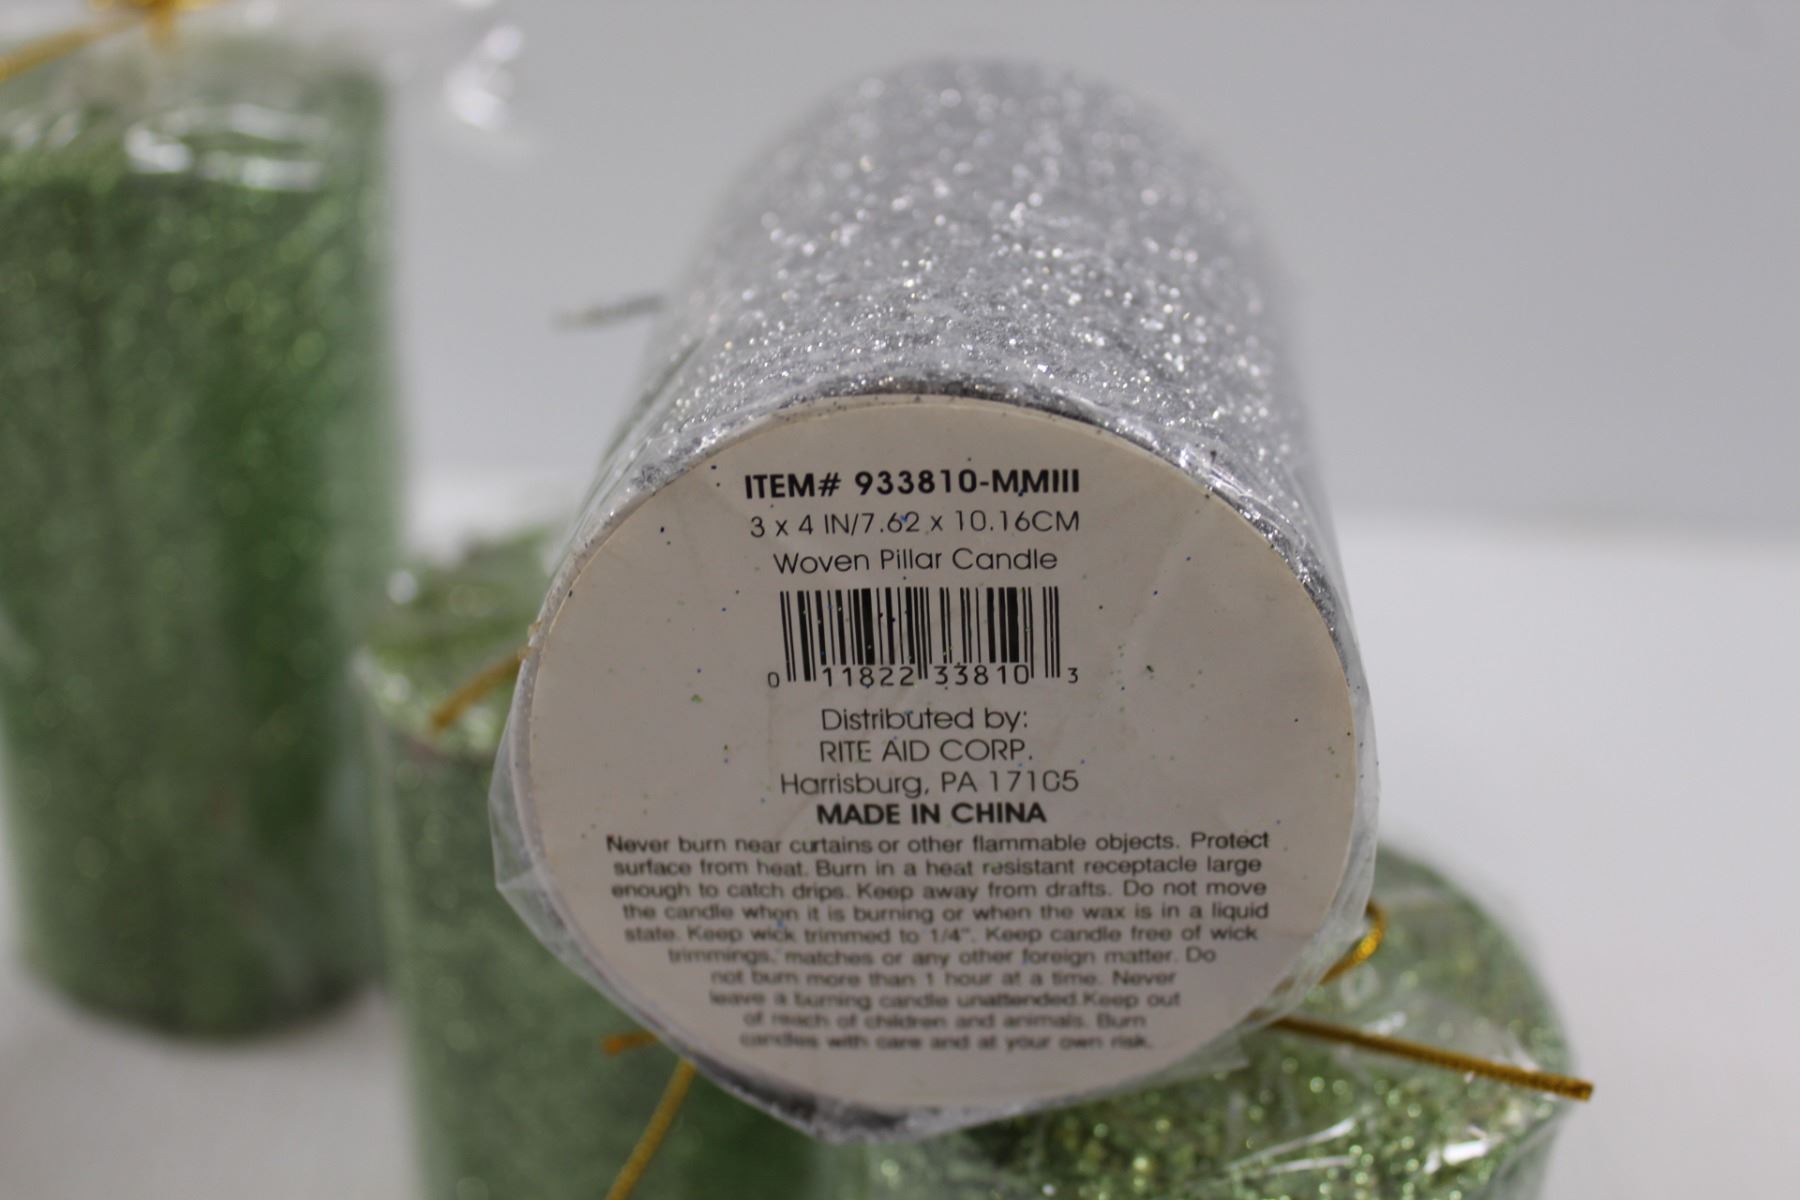 ITEM# 933810-MMIII
3 x 4 IN/7.62 x 10.16CM
Woven Pillar Candle
0 11822 33810 3
Distributed by:
RITE AID CORP.
Harrisburg, PA 17105
MADE IN CHINA
Never burn near curtains or other flammable objects. Protect
surface from heat. Burn in a heat resistant receptacle large
enough to catch drips. Keep away from drafts. Do not move
the candle when it is burning or when the wax is in a liquid
state. Keep wick trimmed to 1/4". Keep candle free of wick
trimmings, matches or any other foreign matter. Do
not burn more than 1 hour at a time. Never
leave a burning candle unattended.Keep out
of reach of children and animals. Burn
candles with care and at your own risk.